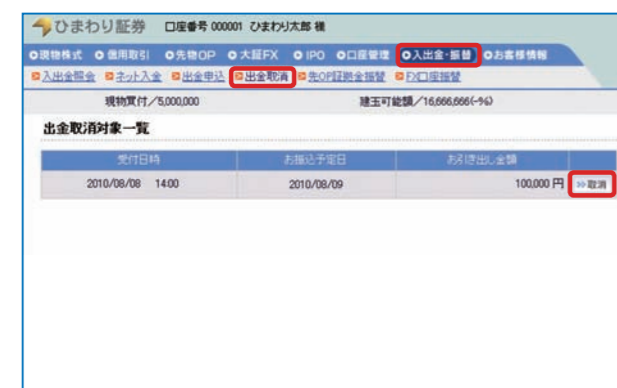 ひまわり証券 口座番号 000001 ひまわり太郎 様
現物株式 信用取引 先物OP 大証FX IPO 口座管理 入出金・振替 お客様情報
入出金照会 ネット入金 出金申込 出金取消 先OP証拠金振替 FX口座振替
現物買付/5,000,000 建玉可能額/16,666,666(-%)
出金取消対象一覧
受付日時 お振込予定日 お引き出し金額
2010/08/08 14:00 2010/08/09 100,000 円 取消